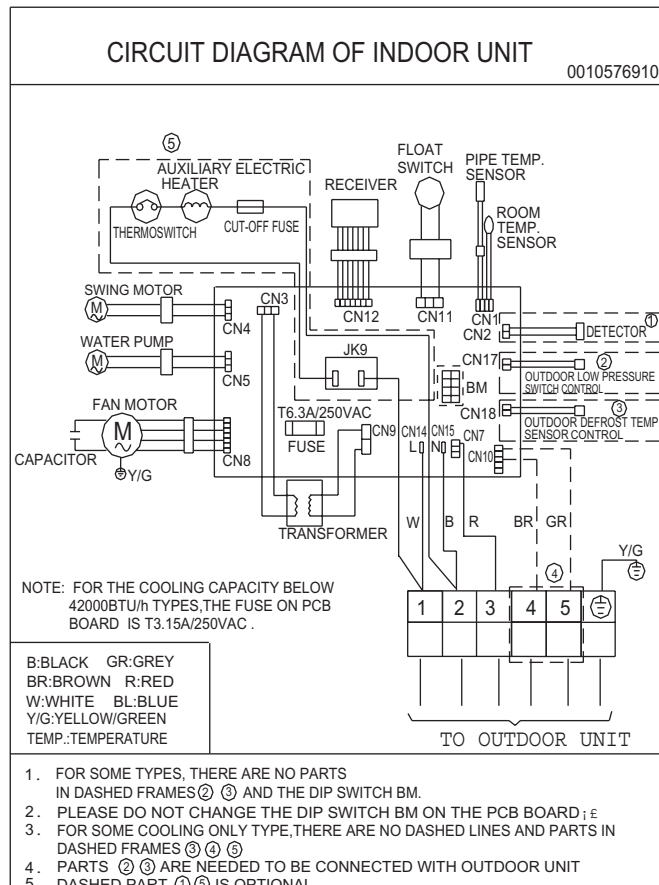 CIRCUIT DIAGRAM OF INDOOR UNIT
0010576910
⑤
AUXILIARY ELECTRIC
HEATER
THERMOSWITCH
CUT-OFF FUSE
RECEIVER
FLOAT
SWITCH
PIPE TEMP.
SENSOR
ROOM
TEMP.
SENSOR
SWING MOTOR
M
CN4
CN3
CN12
CN11
CN1
CN2
①
DETECTOR
WATER PUMP
M
CN5
JK9
BM
CN17
②
OUTDOOR LOW PRESSURE
SWITCH CONTROL
FAN MOTOR
M
CAPACITOR
Y/G
CN8
T6.3A/250VAC
FUSE
CN9
CN14
L
CN15
N
CN7
CN18
CN10
③
OUTDOOR DEFROST TEMP
SENSOR CONTROL
TRANSFORMER
W
B
R
BR
GR
④
Y/G
1 2 3 4 5
TO OUTDOOR UNIT
NOTE: FOR THE COOLING CAPACITY BELOW
42000BTU/h TYPES,THE FUSE ON PCB
BOARD IS T3.15A/250VAC .
B:BLACK GR:GREY
BR:BROWN R:RED
W:WHITE BL:BLUE
Y/G:YELLOW/GREEN
TEMP.:TEMPERATURE
1. FOR SOME TYPES, THERE ARE NO PARTS
IN DASHED FRAMES② ③ AND THE DIP SWITCH BM.
2. PLEASE DO NOT CHANGE THE DIP SWITCH BM ON THE PCB BOARD ¡£
3. FOR SOME COOLING ONLY TYPE,THERE ARE NO DASHED LINES AND PARTS IN
DASHED FRAMES ③ ④ ⑤
4. PARTS ② ③ ARE NEEDED TO BE CONNECTED WITH OUTDOOR UNIT
5. DASHED PART ①⑤ IS OPTIONAL